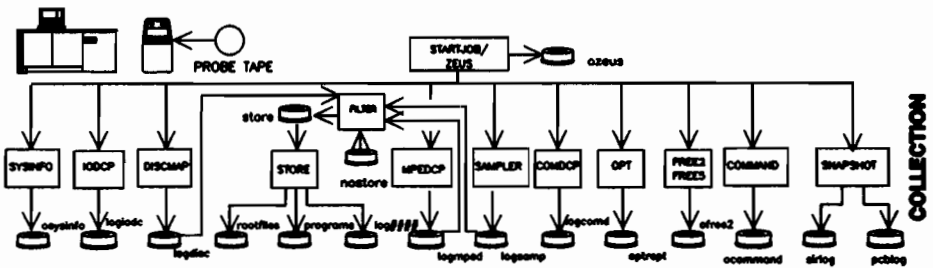 PROBE TAPE
STARTJOB/
ZEUS
ozeus
store
FILTER
nostore
SYSINFO
IODCP
DISCMAP
STORE
MPEDCP
SAMPLER
COMDCP
OPT
FREE2
FREE5
COMMAND
SNAPSHOT
COLLECTION
osysinfo
logiodc
logdisc
rootfiles
programs
log####
logmped
logsamp
logcomd
optrept
ofree2
ocommand
slrlog
pcblog